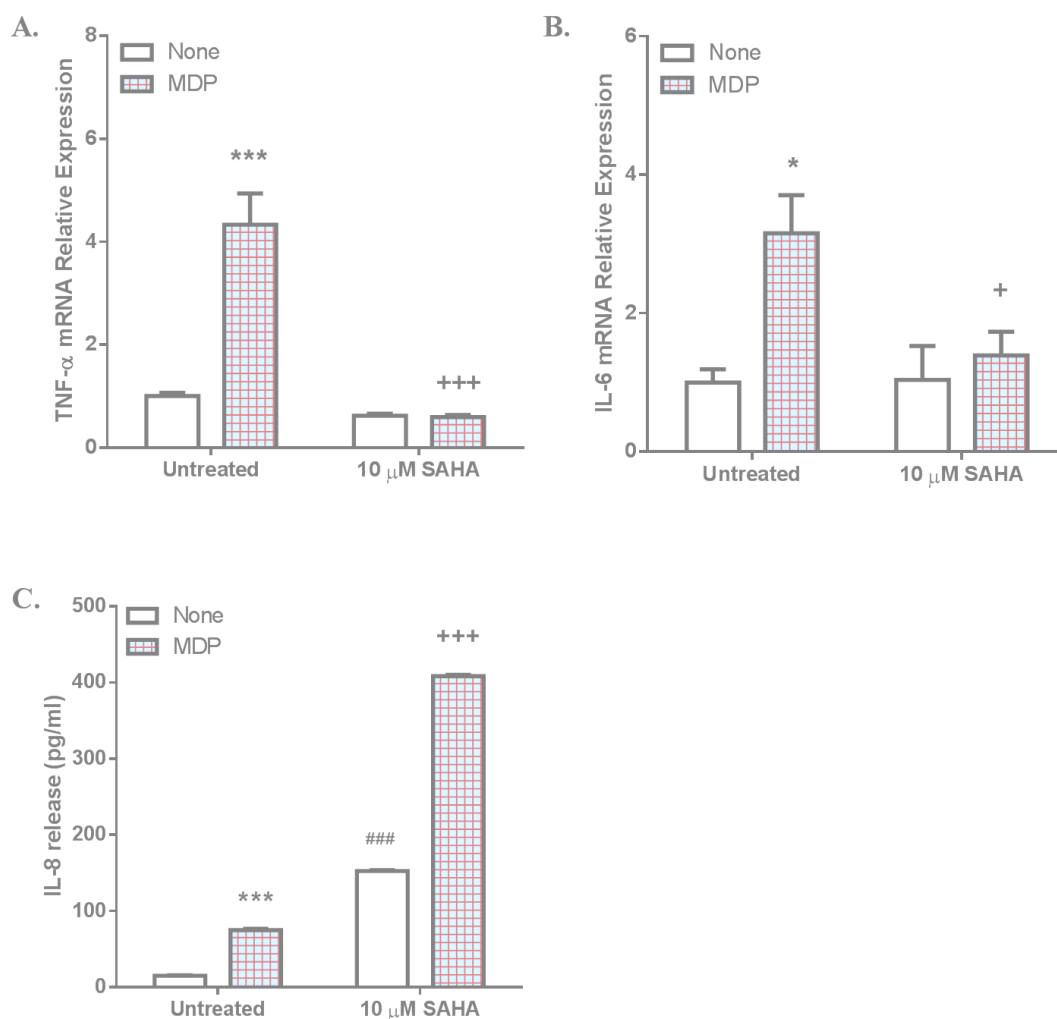 A.
TNF-α mRNA Relative Expression
8
6
4
2
0
None
MDP
***
+++
Untreated
10 μM SAHA
B.
IL-6 mRNA Relative Expression
6
4
2
0
None
MDP
*
+
Untreated
10 μM SAHA
C.
IL-8 release (pg/ml)
500
400
300
200
100
0
None
MDP
***
###
+++
Untreated
10 μM SAHA